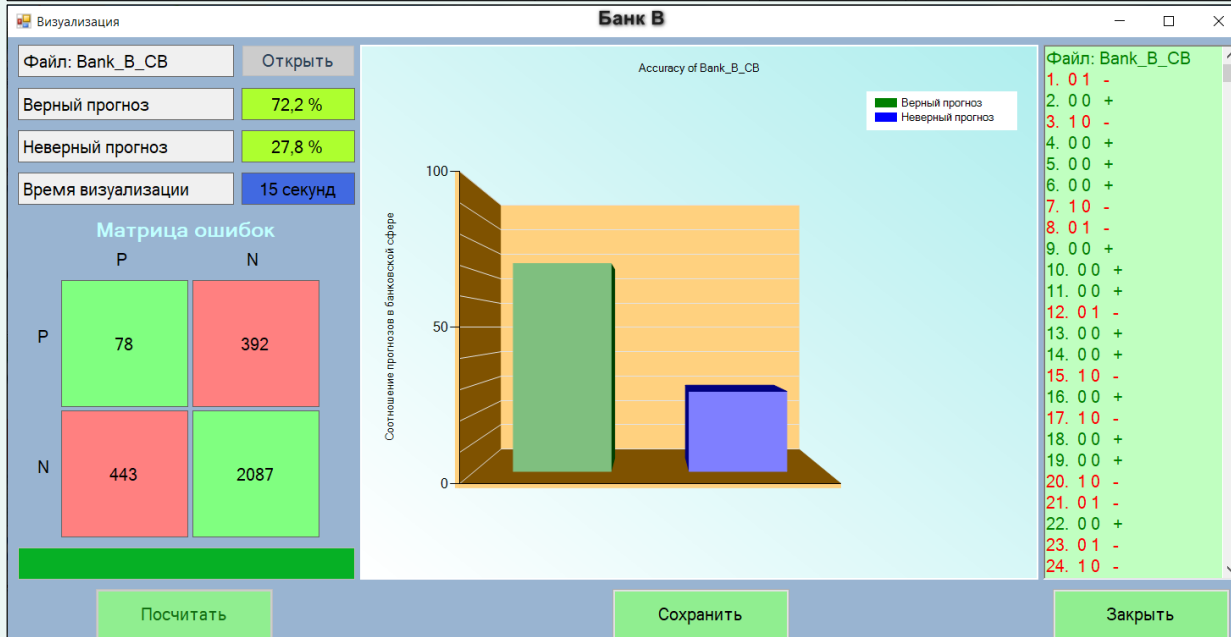 Банк В
Визуализация
Файл: Bank_B_CB
Открыть
Верный прогноз
72,2 %
Неверный прогноз
27,8 %
Время визуализации
15 секунд
Матрица ошибок
P
N
P
78
392
N
443
2087
Посчитать
Accuracy of Bank_B_CB
Верный прогноз
Неверный прогноз
Соотношение прогнозов в банковской сфере
100
50
0
Сохранить
Файл: Bank_B_CB
1. 0 1 -
2. 0 0 +
3. 1 0 -
4. 0 0 +
5. 0 0 +
6. 0 0 +
7. 1 0 -
8. 0 1 -
9. 0 0 +
10. 0 0 +
11. 0 0 +
12. 0 1 -
13. 0 0 +
14. 0 0 +
15. 1 0 -
16. 0 0 +
17. 1 0 -
18. 0 0 +
19. 0 0 +
20. 1 0 -
21. 0 1 -
22. 0 0 +
23. 0 1 -
24. 1 0 -
Закрыть